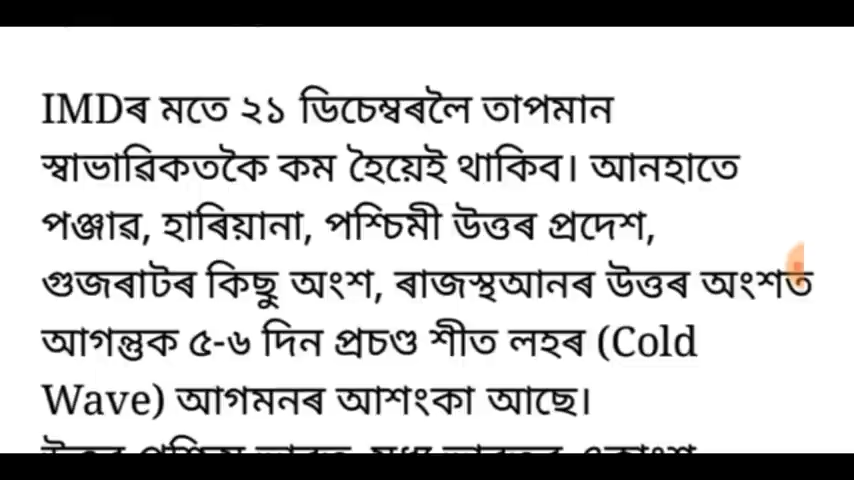 IMDৰ মতে ২১ ডিচেম্বৰলৈ তাপমান
স্বাভাৱিকতকৈ কম হৈয়েই থাকিব। আনহাতে
পঞ্জাৱ, হাৰিয়ানা, পশ্চিমী উত্তৰ প্ৰদেশ,
গুজৰাটৰ কিছু অংশ, ৰাজস্থআনৰ উত্তৰ অংশত
আগন্তুক ৫-৬ দিন প্ৰচণ্ড শীত লহৰ (Cold
Wave) আগমনৰ আশংকা আছে।